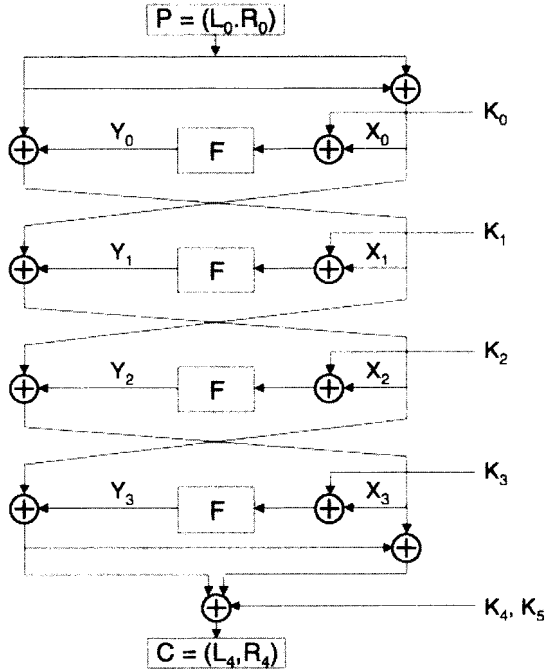 P = (L₀.R₀)
K₀
Y₀ F X₀
K₁
Y₁ F X₁
K₂
Y₂ F X₂
K₃
Y₃ F X₃
K₄, K₅
C = (L₄,R₄)